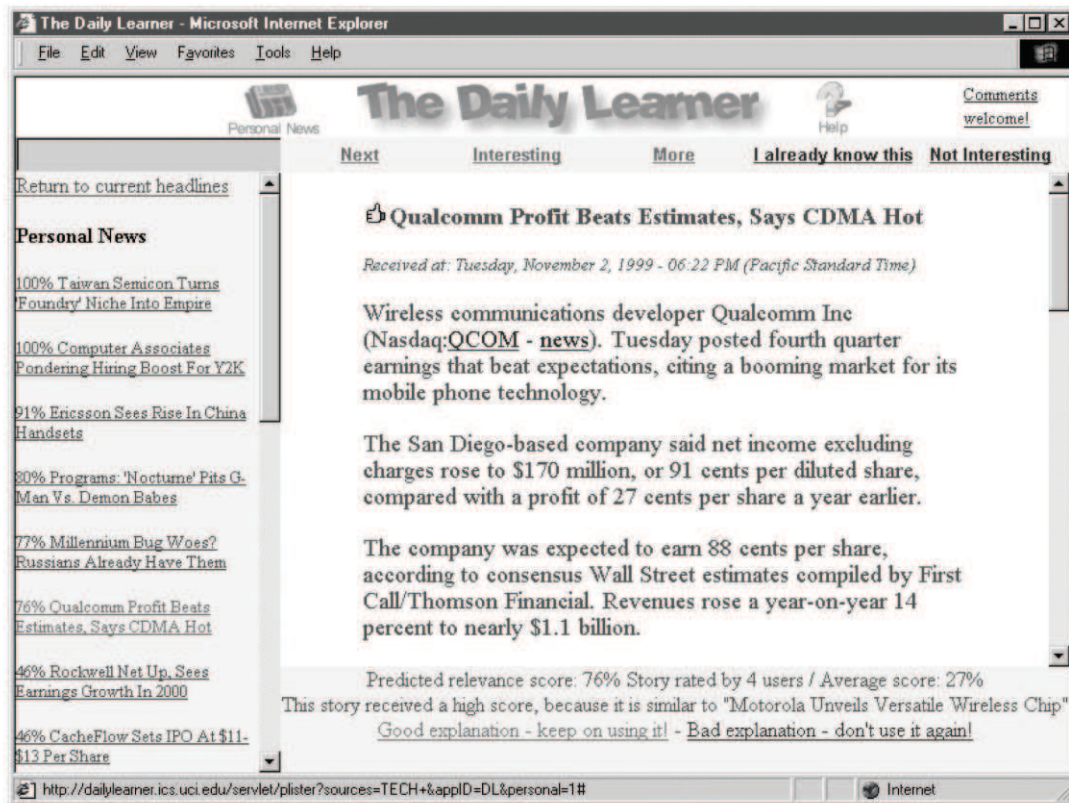 The Daily Learner - Microsoft Internet Explorer
File Edit View Favorites Tools Help
Personal News
The Daily Learner
Help
Comments
welcome!
Next Interesting More I already know this Not Interesting
Return to current headlines
Personal News
100% Taiwan Semicon Turns
'Foundry' Niche Into Empire
100% Computer Associates
Pondering Hiring Boost For Y2K
91% Ericsson Sees Rise In China
Handsets
80% Programs: 'Nocturne' Pits G-
Man Vs. Demon Babes
77% Millennium Bug Woes?
Russians Already Have Them
76% Qualcomm Profit Beats
Estimates, Says CDMA Hot
46% Rockwell Net Up, Sees
Earnings Growth In 2000
46% CacheFlow Sets IPO At $11-
$13 Per Share
Qualcomm Profit Beats Estimates, Says CDMA Hot
Received at: Tuesday, November 2, 1999 - 06:22 PM (Pacific Standard Time)
Wireless communications developer Qualcomm Inc
(Nasdaq:QCOM - news). Tuesday posted fourth quarter
earnings that beat expectations, citing a booming market for its
mobile phone technology.
The San Diego-based company said net income excluding
charges rose to $170 million, or 91 cents per diluted share,
compared with a profit of 27 cents per share a year earlier.
The company was expected to earn 88 cents per share,
according to consensus Wall Street estimates compiled by First
Call/Thomson Financial. Revenues rose a year-on-year 14
percent to nearly $1.1 billion.
Predicted relevance score: 76% Story rated by 4 users / Average score: 27%
This story received a high score, because it is similar to "Motorola Unveils Versatile Wireless Chip"
Good explanation - keep on using it! - Bad explanation - don't use it again!
http://dailylearner.ics.uci.edu/servlet/plister?sources=TECH+&appID=DL&personal=1#
Internet